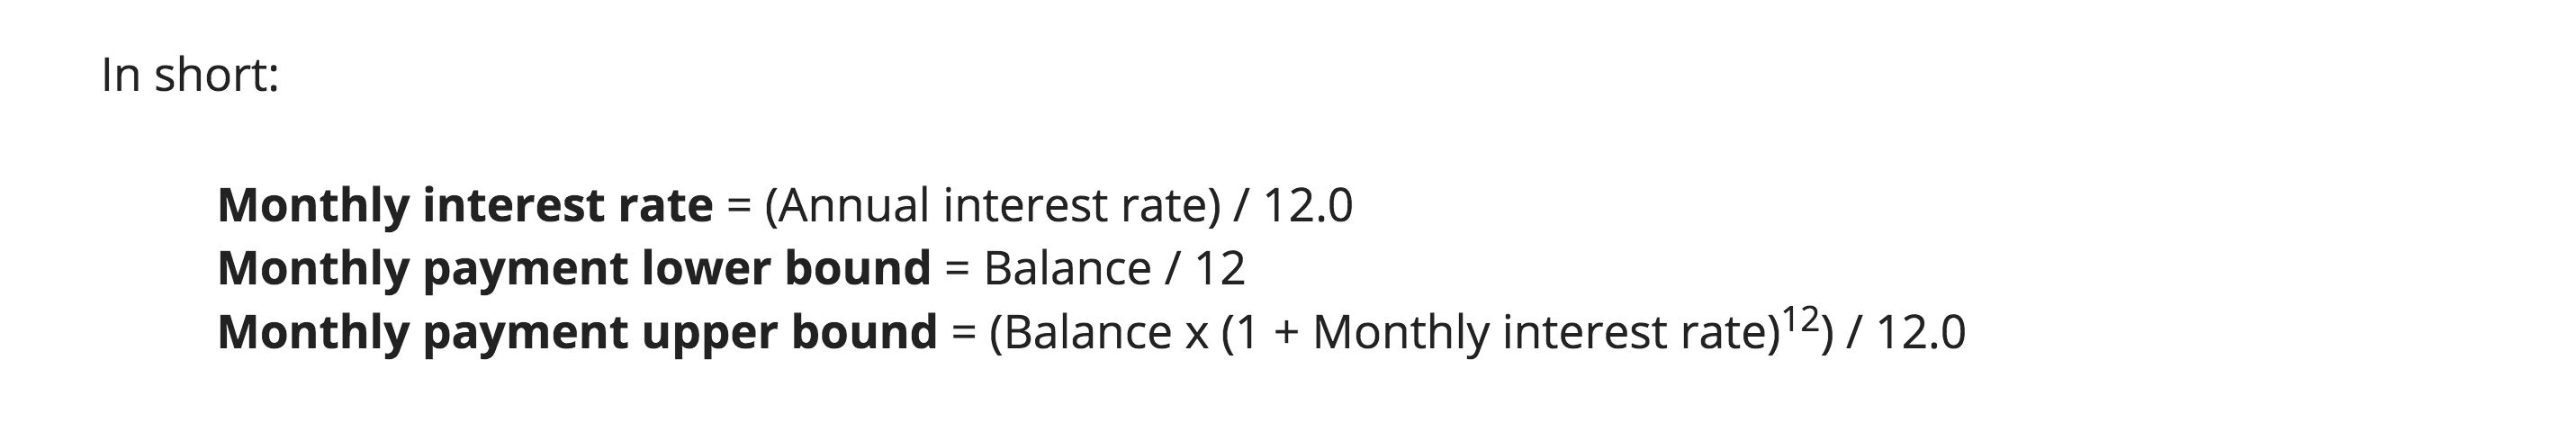 In short:
Monthly interest rate = (Annual interest rate) / 12.0
Monthly payment lower bound = Balance / 12
Monthly payment upper bound = (Balance x (1 + Monthly interest rate)¹²) / 12.0